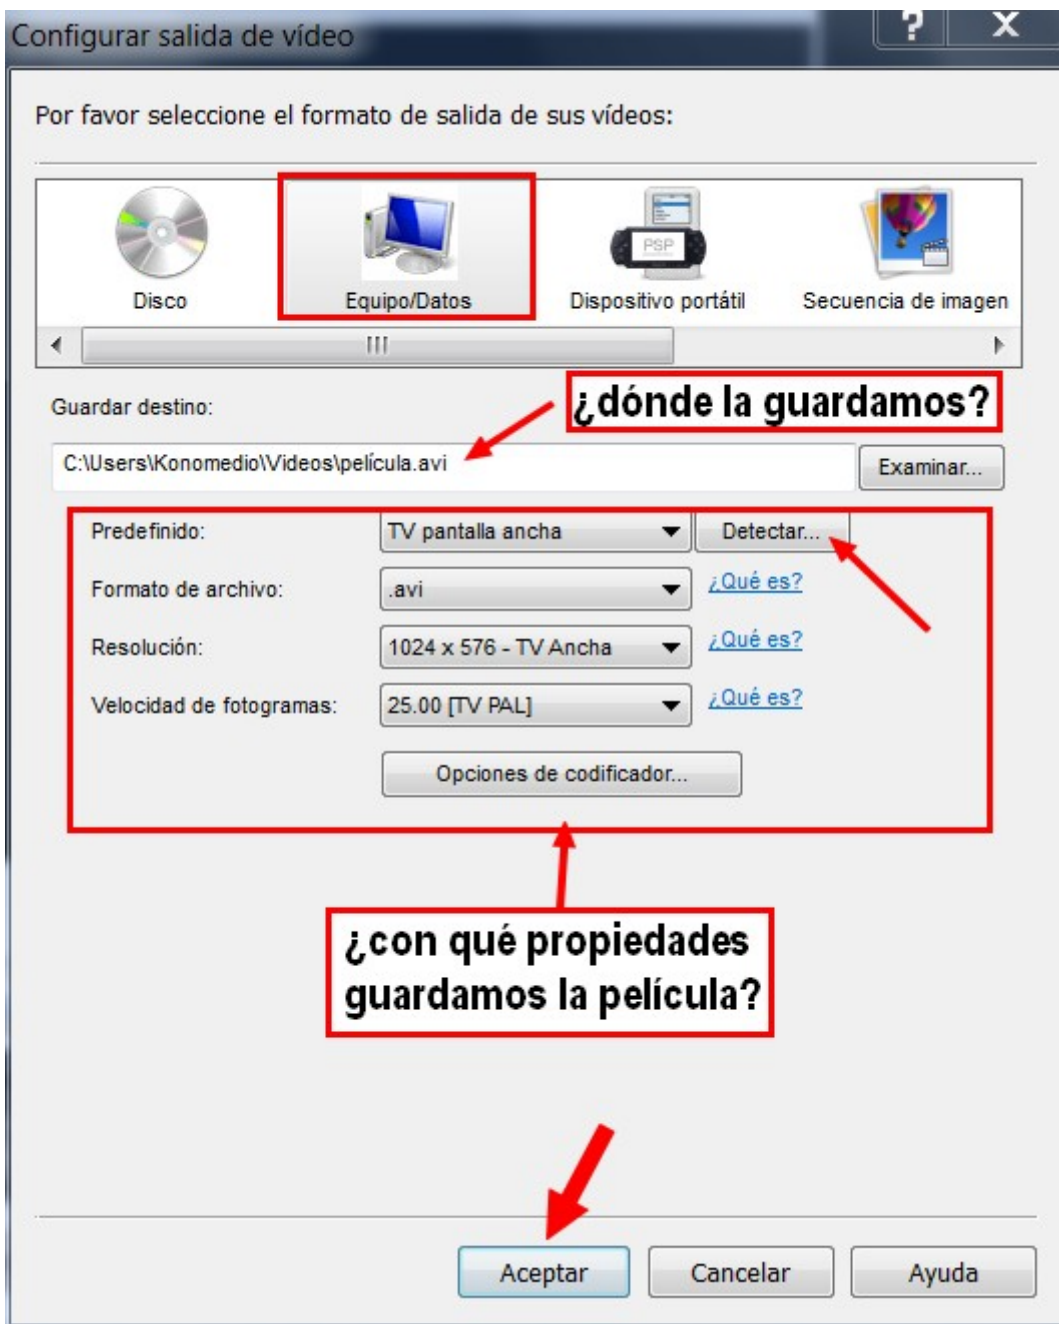 Configurar salida de vídeo
? X
Por favor seleccione el formato de salida de sus vídeos:
PSP
Disco
Equipo/Datos
Dispositivo portátil
Secuencia de imagen
¿dónde la guardamos?
Guardar destino:
C:\Users\Konomedio\Videos\película.avi
Examinar...
Predefinido:
TV pantalla ancha
Detectar...
Formato de archivo:
.avi
¿Qué es?
Resolución:
1024 x 576 - TV Ancha
¿Qué es?
Velocidad de fotogramas:
25.00 [TV PAL]
¿Qué es?
Opciones de codificador...
¿con qué propiedades
guardamos la película?
Aceptar
Cancelar
Ayuda